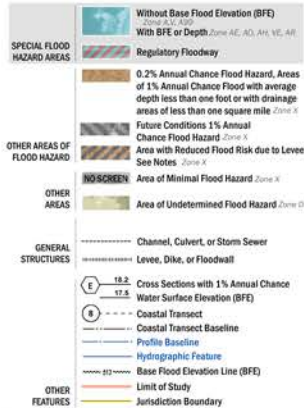 Without Base Flood Elevation (BFE)
Zone A,V, A99
With BFE or Depth Zone AE, AO, AH, VE, AR
SPECIAL FLOOD
HAZARD AREAS
Regulatory Floodway
0.2% Annual Chance Flood Hazard, Areas
of 1% Annual Chance Flood with average
depth less than one foot or with drainage
areas of less than one square mile Zone X
Future Conditions 1% Annual
Chance Flood Hazard Zone X
OTHER AREAS OF
FLOOD HAZARD
Area with Reduced Flood Risk due to Levee
See Notes Zone X
NO SCREEN Area of Minimal Flood Hazard Zone X
OTHER
AREAS
Area of Undetermined Flood Hazard Zone D
GENERAL
STRUCTURES
Channel, Culvert, or Storm Sewer
Levee, Dike, or Floodwall
E 18.2 Cross Sections with 1% Annual Chance
17.5 Water Surface Elevation (BFE)
8 Coastal Transect
Coastal Transect Baseline
Profile Baseline
Hydrographic Feature
513 Base Flood Elevation Line (BFE)
OTHER
FEATURES
Limit of Study
Jurisdiction Boundary